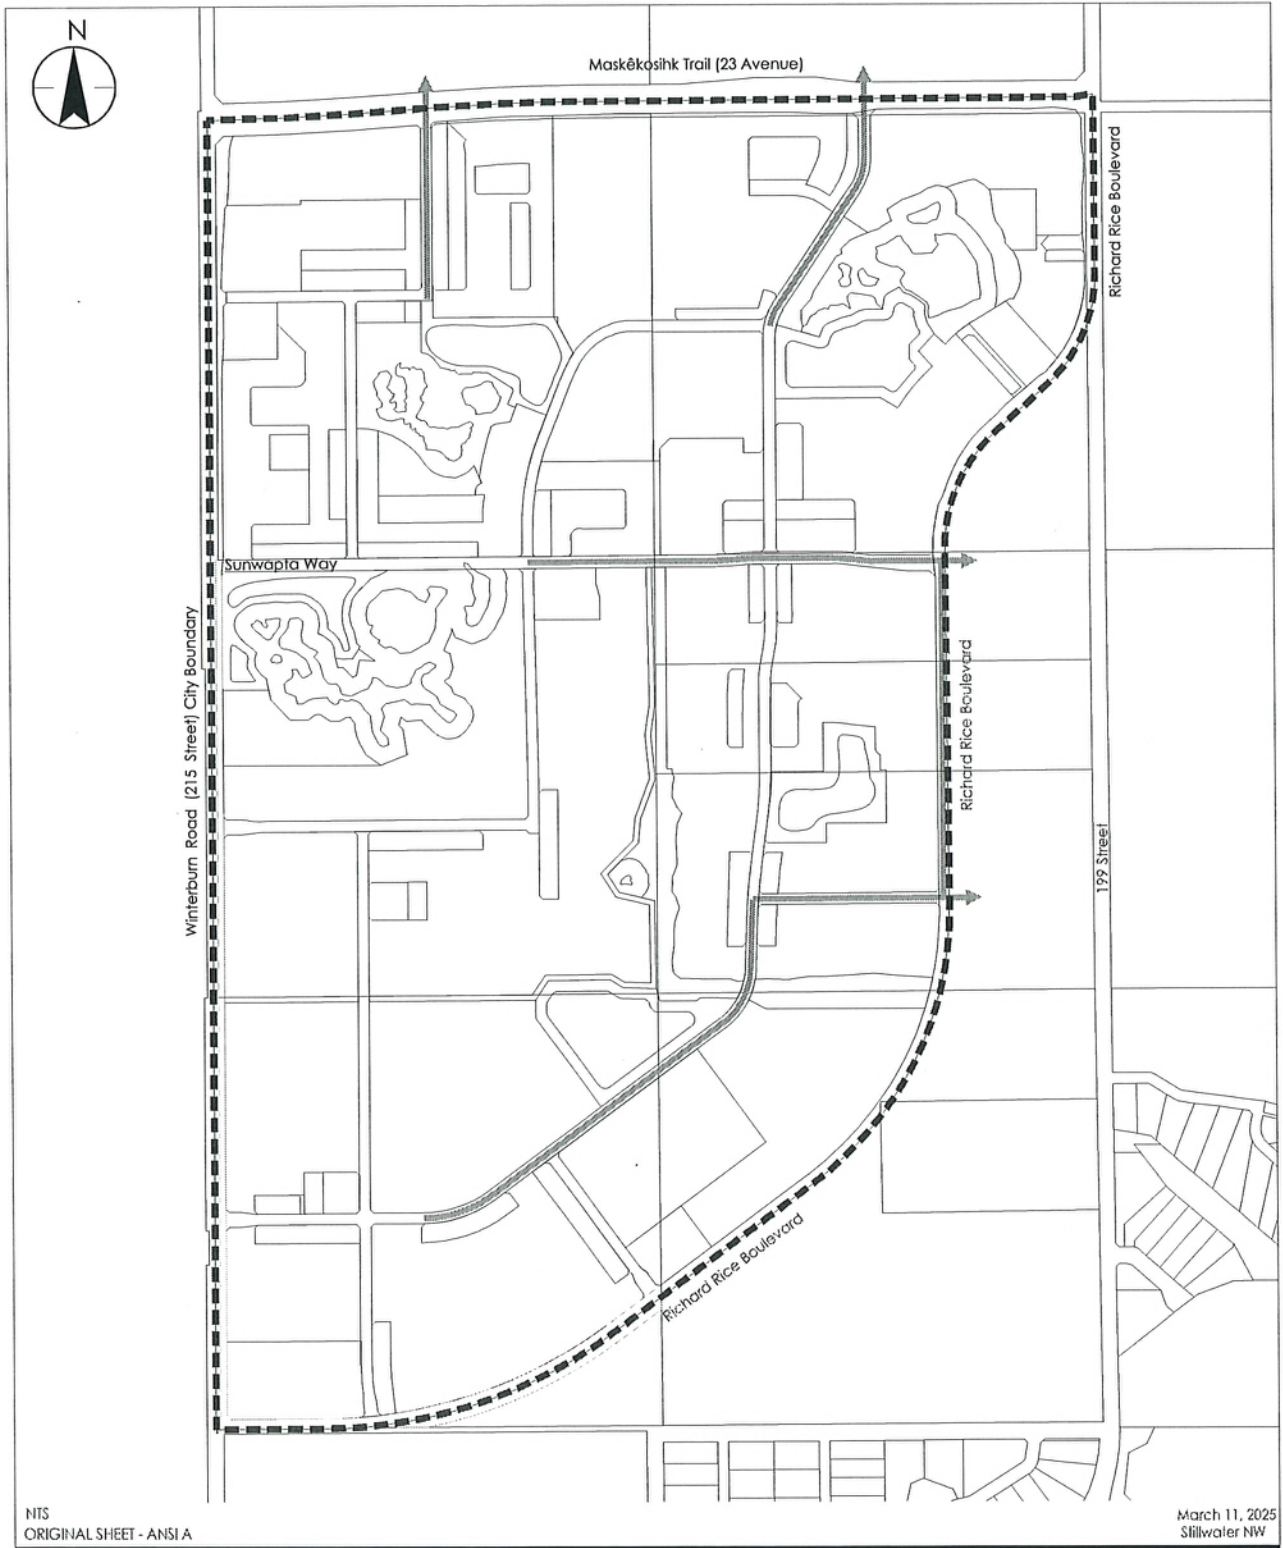 N
Maskêkosihk Trail (23 Avenue)
Richard Rice Boulevard
Sunwapta Way
Winterburn Road (215 Street) City Boundary
Richard Rice Boulevard
199 Street
Richard Rice Boulevard
NTS
ORIGINAL SHEET - ANSI A
March 11, 2025
Stillwater NW